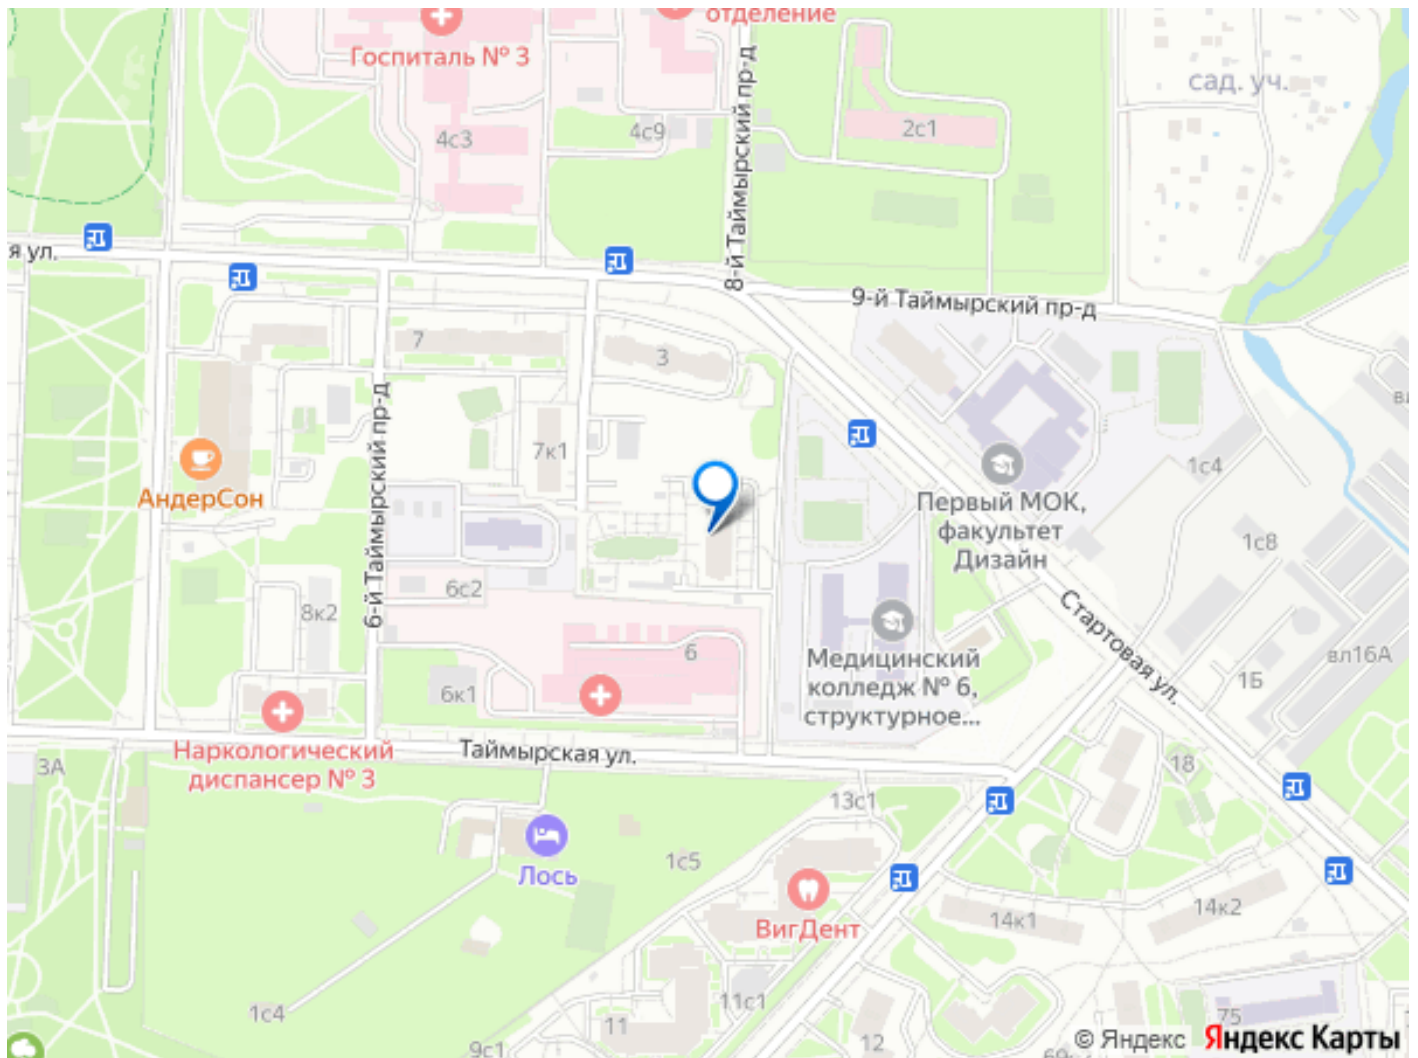 отделение
Госпиталь № 3
сад. уч.
4с3
4с9
2с1
8-й Таймырский пр-д
я ул.
9-й Таймырский пр-д
7
3
6-й Таймырский пр-д
7к1
АндерСон
1с4
Первый МОК,
факультет
Дизайн
1с8
6с2
8к2
Стартовая ул.
6
Медицинский
колледж № 6,
структурное...
вл16А
1Б
6к1
Наркологический
диспансер № 3
Таймырская ул.
3А
18
13с1
1с5
Лось
ВигДент
14к1
14к2
1с4
11с1
11
12
75
9с1
© Яндекс Яндекс Карты